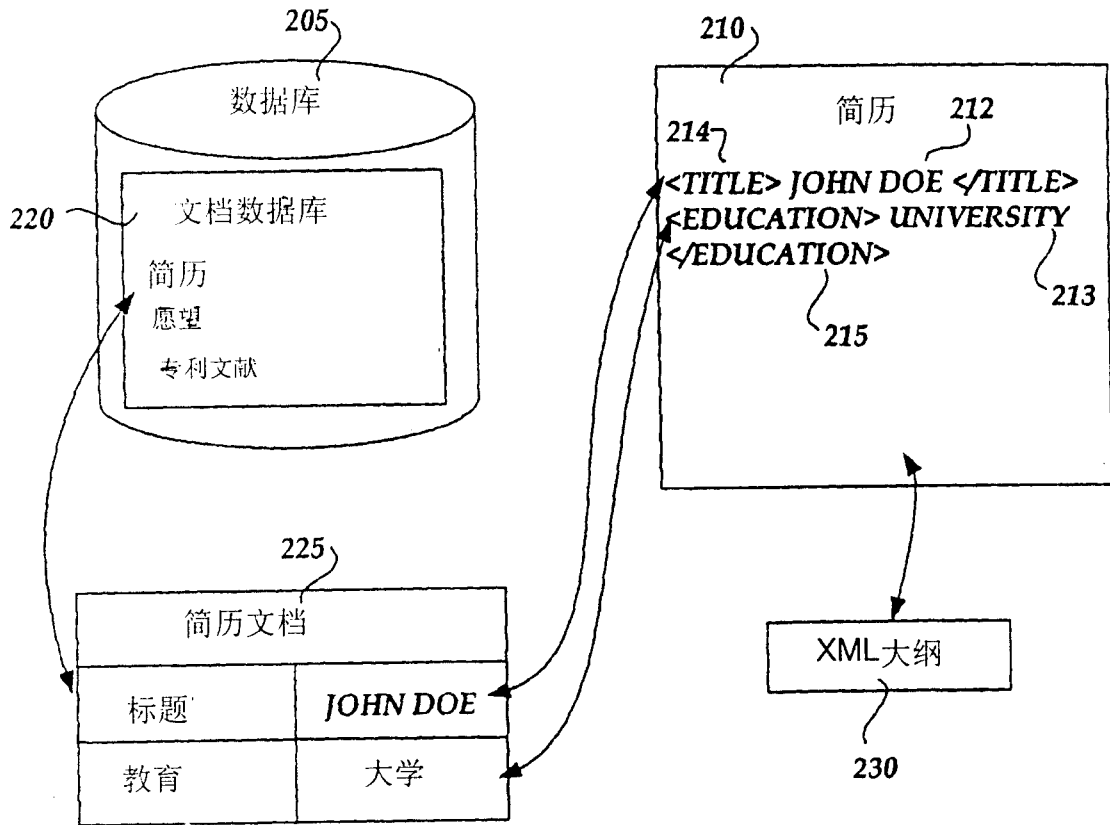 205
数据库
220
文档数据库
简历
愿望
专利文献
210
简历
214
212
<TITLE> JOHN DOE </TITLE>
<EDUCATION> UNIVERSITY
</EDUCATION>
213
215
225
简历文档
标题 JOHN DOE
教育 大学
XML大纲
230